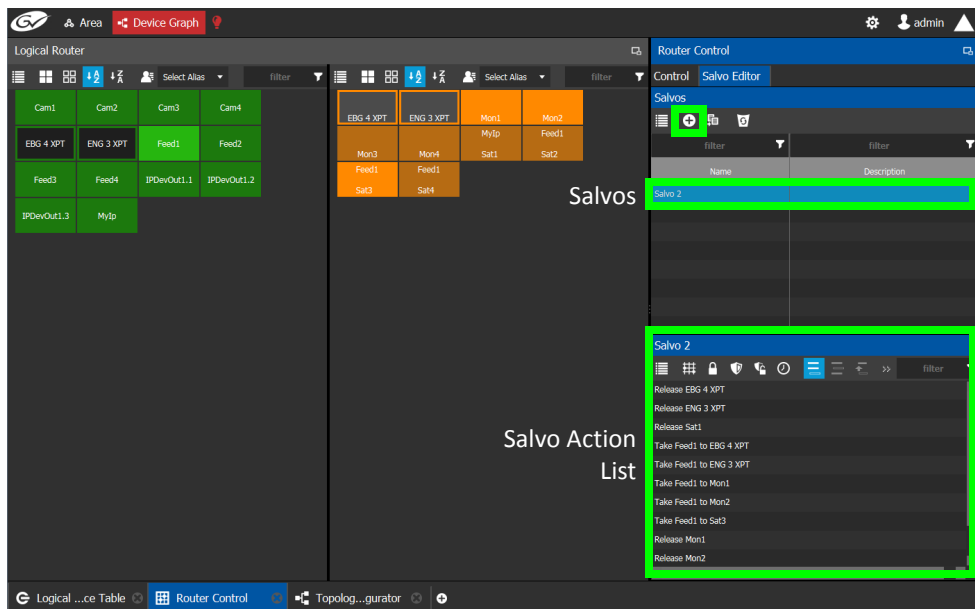 GV Area Device Graph admin
Logical Router
Router Control
Select Alias filter
Select Alias filter
Control Salvo Editor
Salvos
filter filter
Name Description
Salvo 2
Cam1 Cam2 Cam3 Cam4
EBG 4 XPT ENG 3 XPT Feed1 Feed2
Feed3 Feed4 IPDevOut1.1 IPDevOut1.2
IPDevOut1.3 MyIp
EBG 4 XPT ENG 3 XPT Mon1 Mon2
MyIp Feed1
Mon3 Mon4 Sat1 Sat2
Feed1 Feed1
Sat3 Sat4
Salvos
Salvo 2
filter
Release EBG 4 XPT
Release ENG 3 XPT
Release Sat1
Take Feed1 to EBG 4 XPT
Take Feed1 to ENG 3 XPT
Take Feed1 to Mon1
Take Feed1 to Mon2
Take Feed1 to Sat3
Release Mon1
Release Mon2
Salvo Action
List
Logical ...ce Table Router Control Topolog...gurator